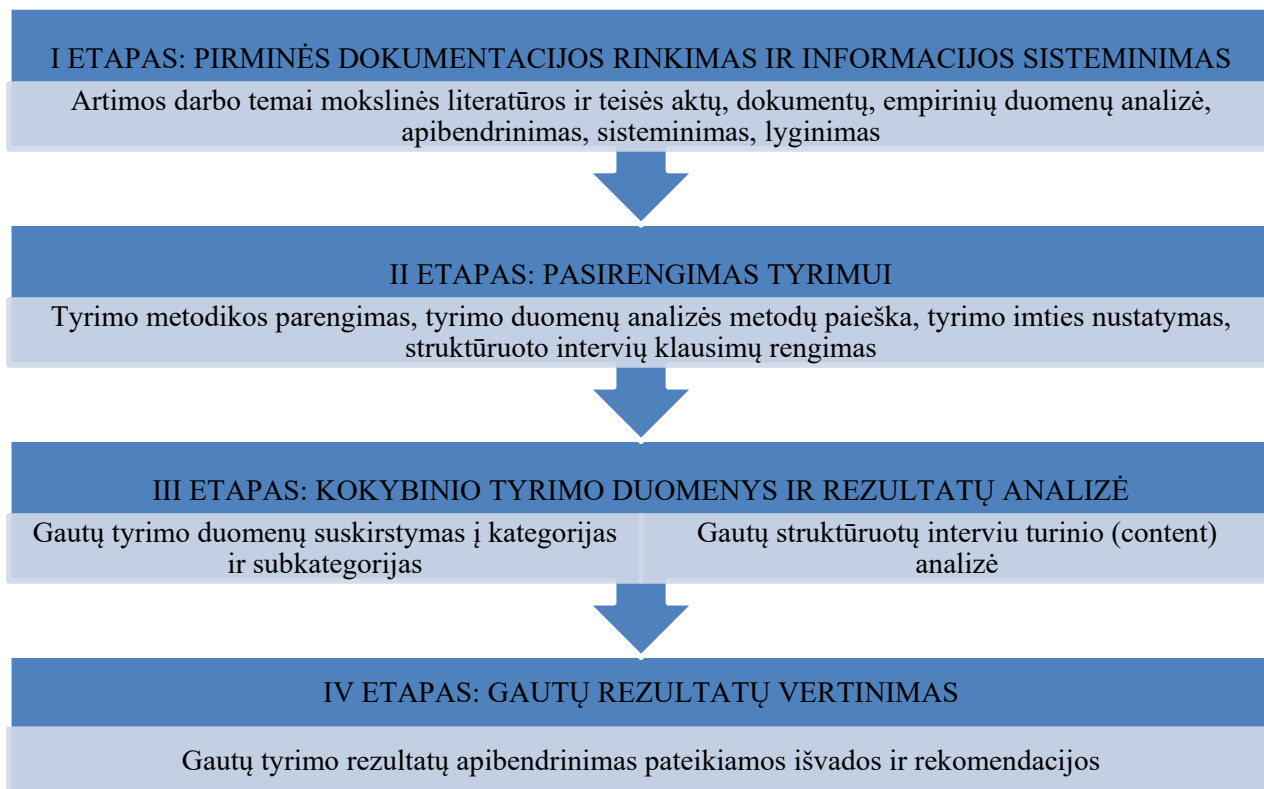 I ETAPAS: PIRMINĖS DOKUMENTACIJOS RINKIMAS IR INFORMACIJOS SISTEMINIMAS
Artimos darbo temai mokslinės literatūros ir teisės aktų, dokumentų, empirinių duomenų analizė,
apibendrinimas, sisteminimas, lyginimas
II ETAPAS: PASIRENGIMAS TYRIMUI
Tyrimo metodikos parengimas, tyrimo duomenų analizės metodų paieška, tyrimo imties nustatymas,
struktūruoto intervių klausimų rengimas
III ETAPAS: KOKYBINIO TYRIMO DUOMENYS IR REZULTATŲ ANALIZĖ
Gautų tyrimo duomenų suskirstymas į kategorijas
ir subkategorijas
Gautų struktūruotų interviu turinio (content)
analizė
IV ETAPAS: GAUTŲ REZULTATŲ VERTINIMAS
Gautų tyrimo rezultatų apibendrinimas pateikiamos išvados ir rekomendacijos